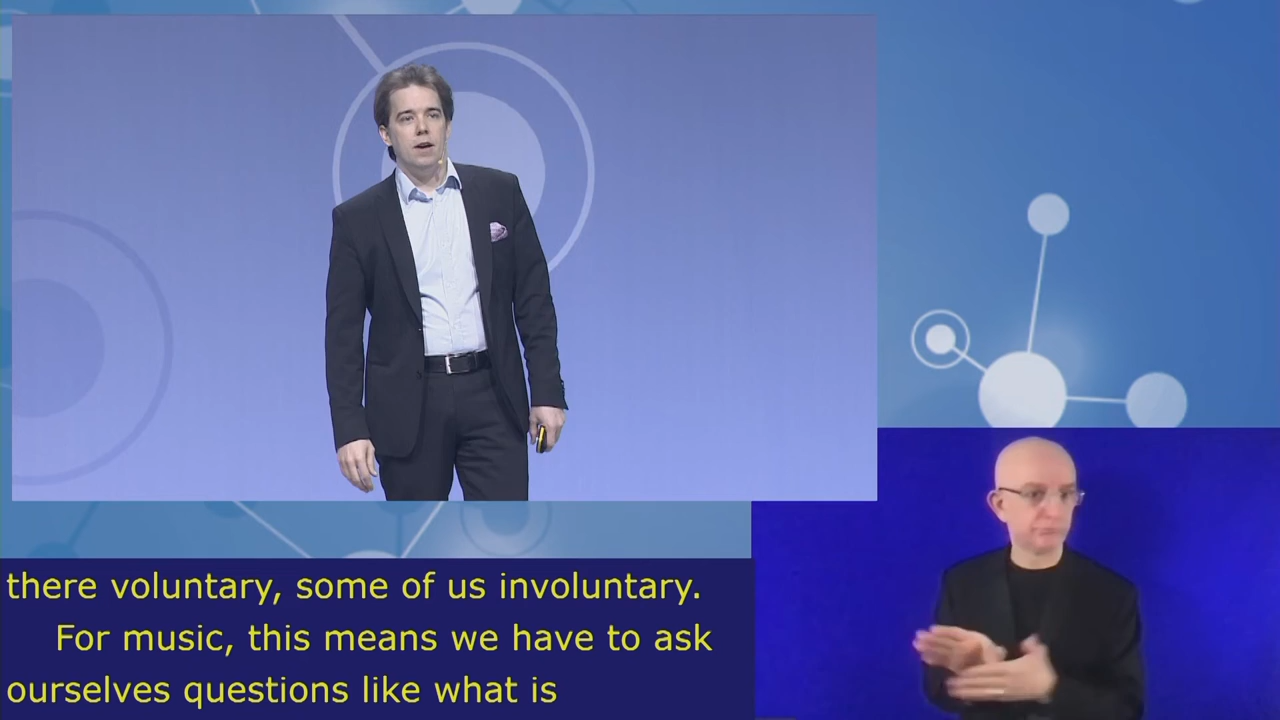 there voluntary, some of us involuntary.
For music, this means we have to ask
ourselves questions like what is